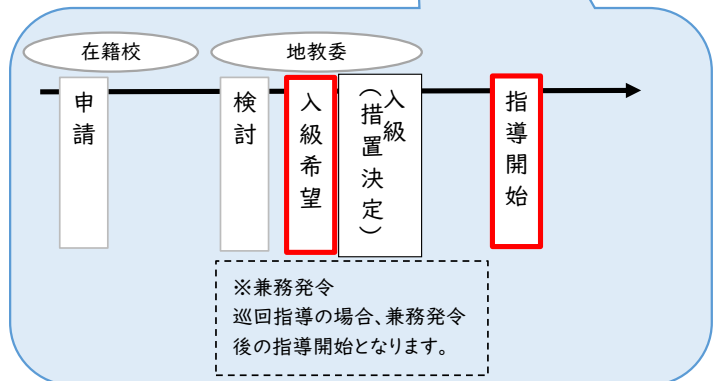 在籍校
地教委
申請
検討
入級希望
入級
(措置決定)
指導開始
※兼務発令
巡回指導の場合、兼務発令
後の指導開始となります。